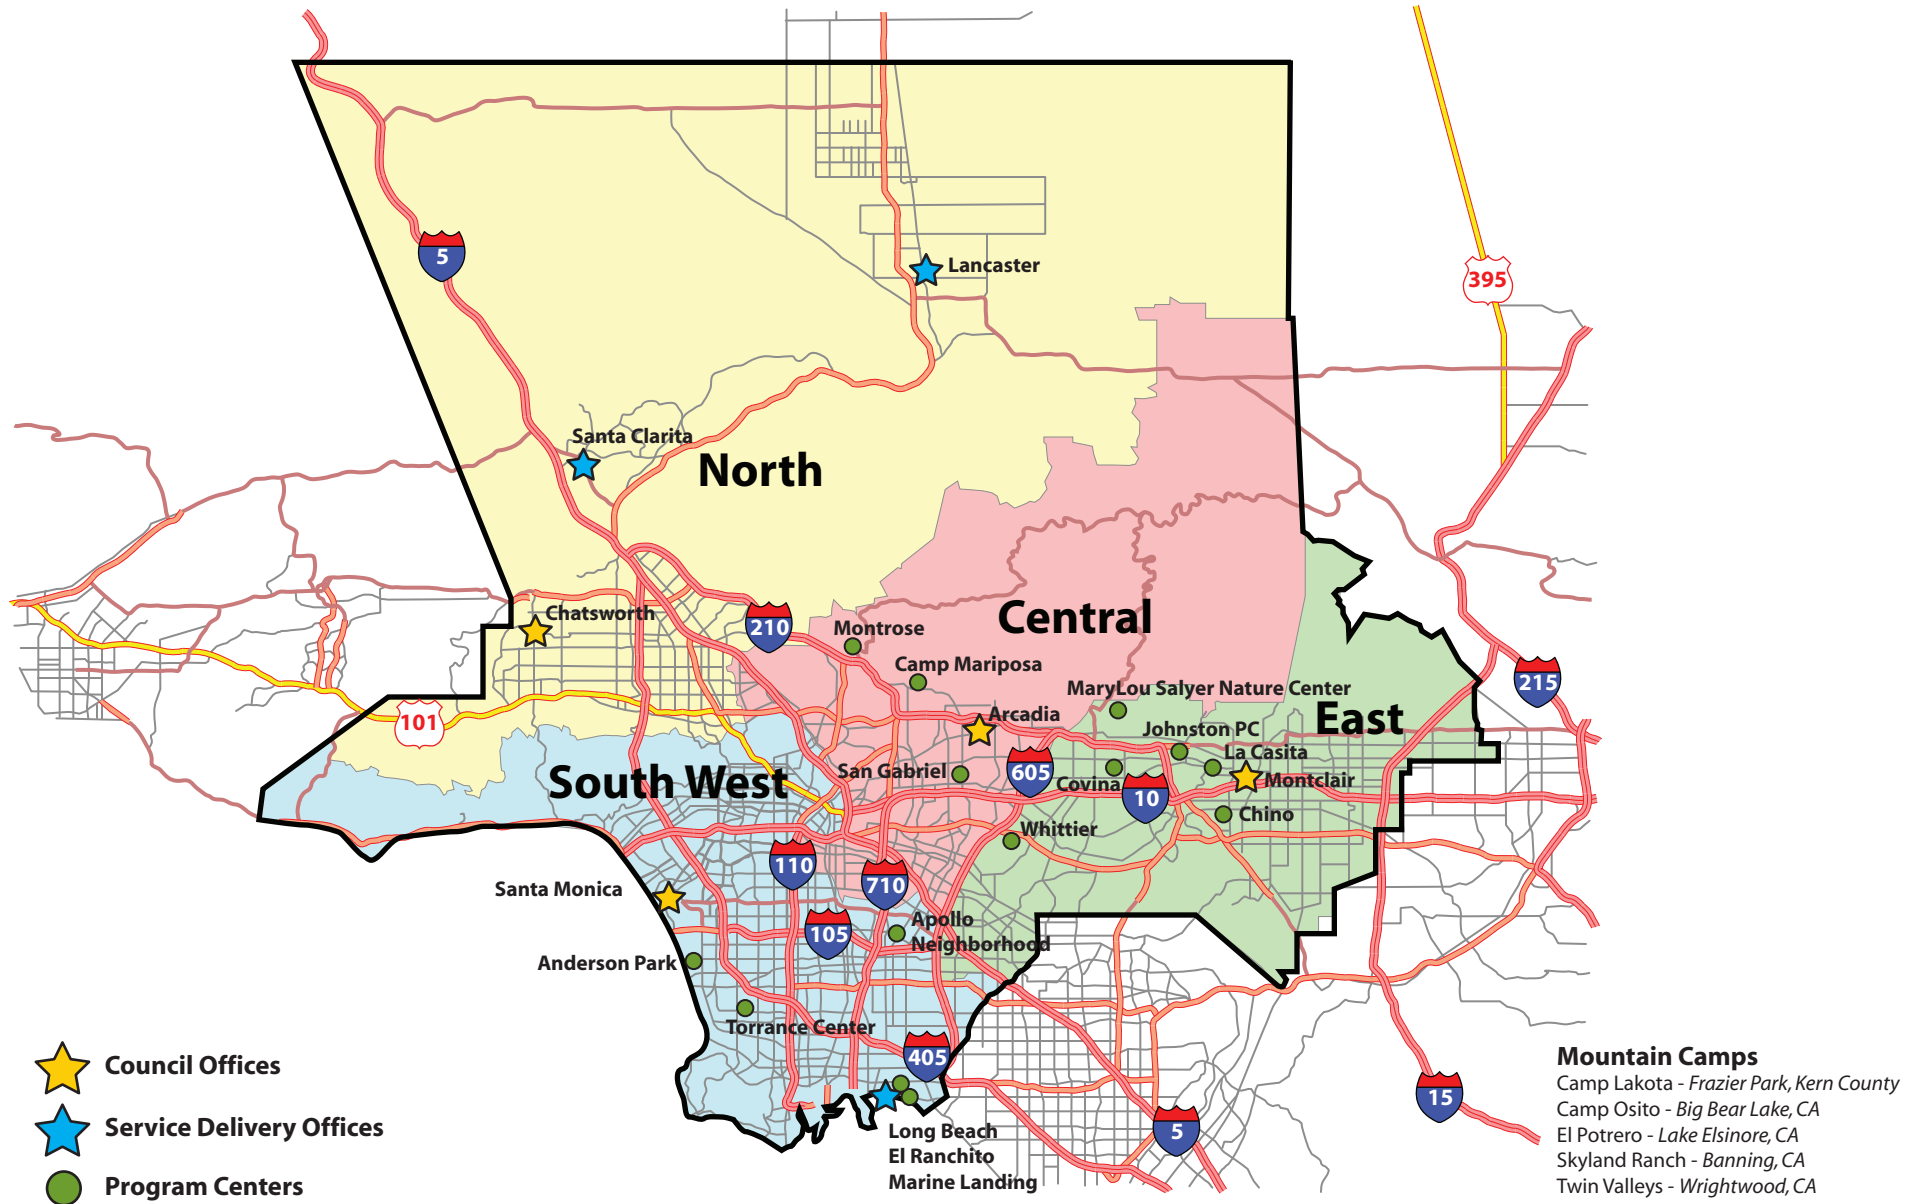 5
Lancaster
395
Santa Clarita
North
Chatsworth
210
Montrose
Central
Camp Mariposa
MaryLou Salyer Nature Center
215
101
Arcadia
East
Johnston PC
La Casita
South West
San Gabriel
605
Covina
10
Montclair
Chino
Whittier
110
710
Santa Monica
105
Apollo
Neighborhood
Anderson Park
Torrance Center
405
15
5
Long Beach
El Ranchito
Marine Landing
Council Offices
Service Delivery Offices
Program Centers
Mountain Camps
Camp Lakota - Frazier Park, Kern County
Camp Osito - Big Bear Lake, CA
El Potrero - Lake Elsinore, CA
Skyland Ranch - Banning, CA
Twin Valleys - Wrightwood, CA